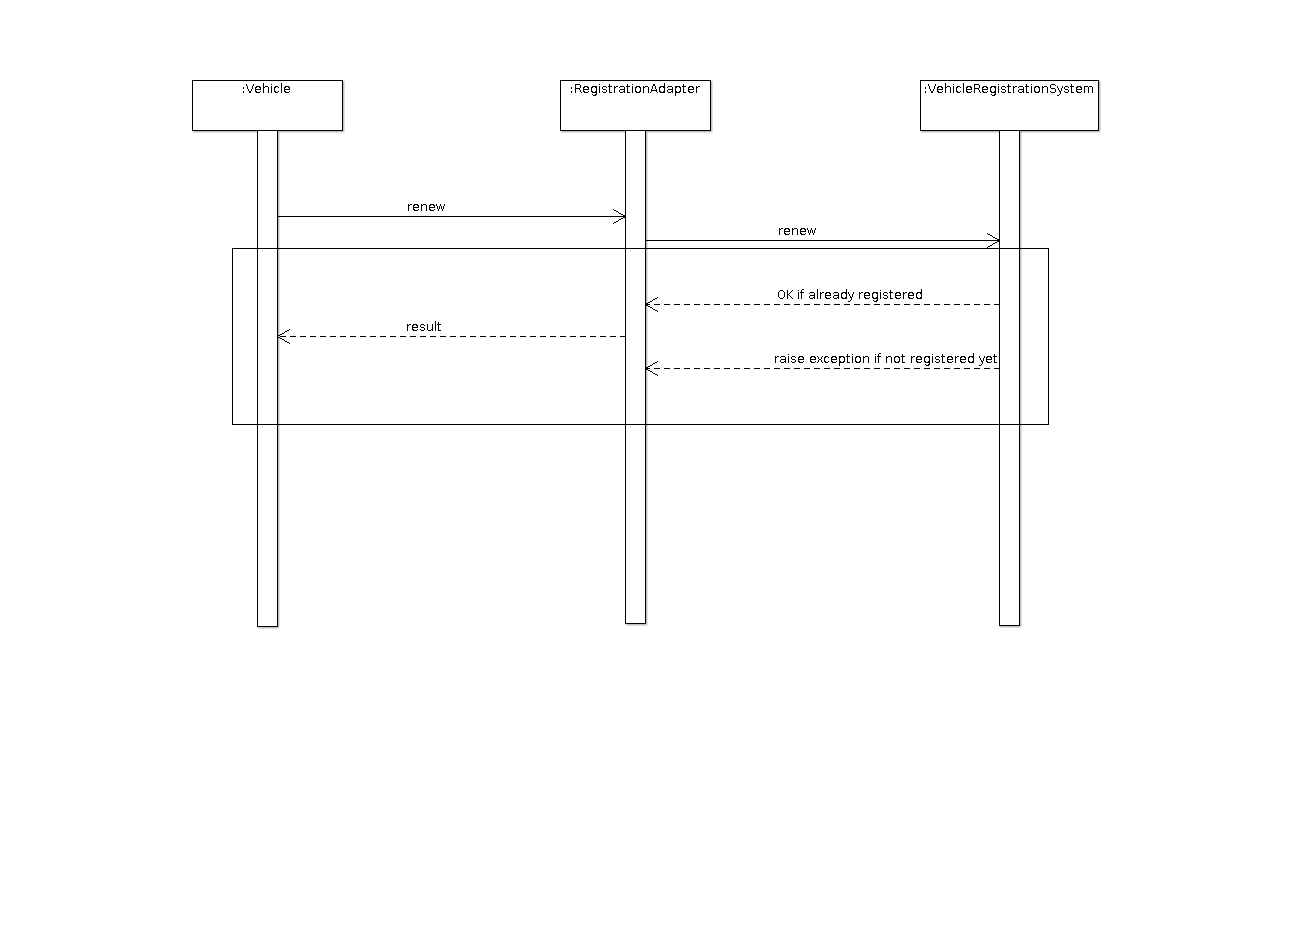 :Vehicle
:RegistrationAdapter
:VehicleRegistrationSystem
renew
renew
OK if already registered
result
raise exception if not registered yet